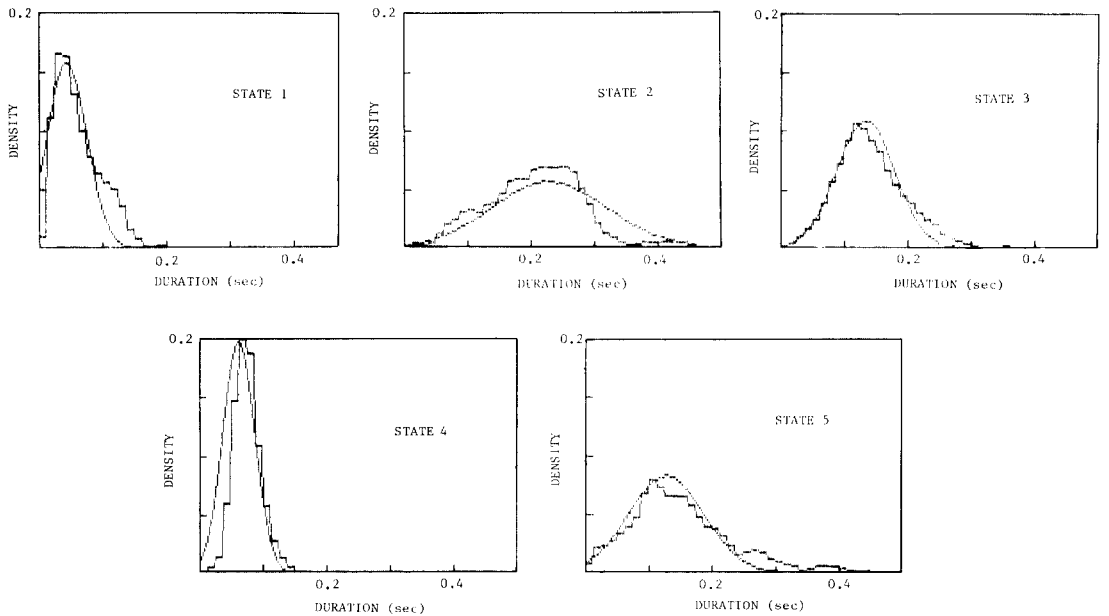 0.2
DENSITY
STATE 1
0.2
0.4
DURATION (sec)
0.2
DENSITY
STATE 2
0.2
0.4
DURATION (sec)
0.2
DENSITY
STATE 3
0.2
0.4
DURATION (sec)
0.2
DENSITY
STATE 4
0.2
0.4
DURATION (sec)
0.2
DENSITY
STATE 5
0.2
0.4
DURATION (sec)